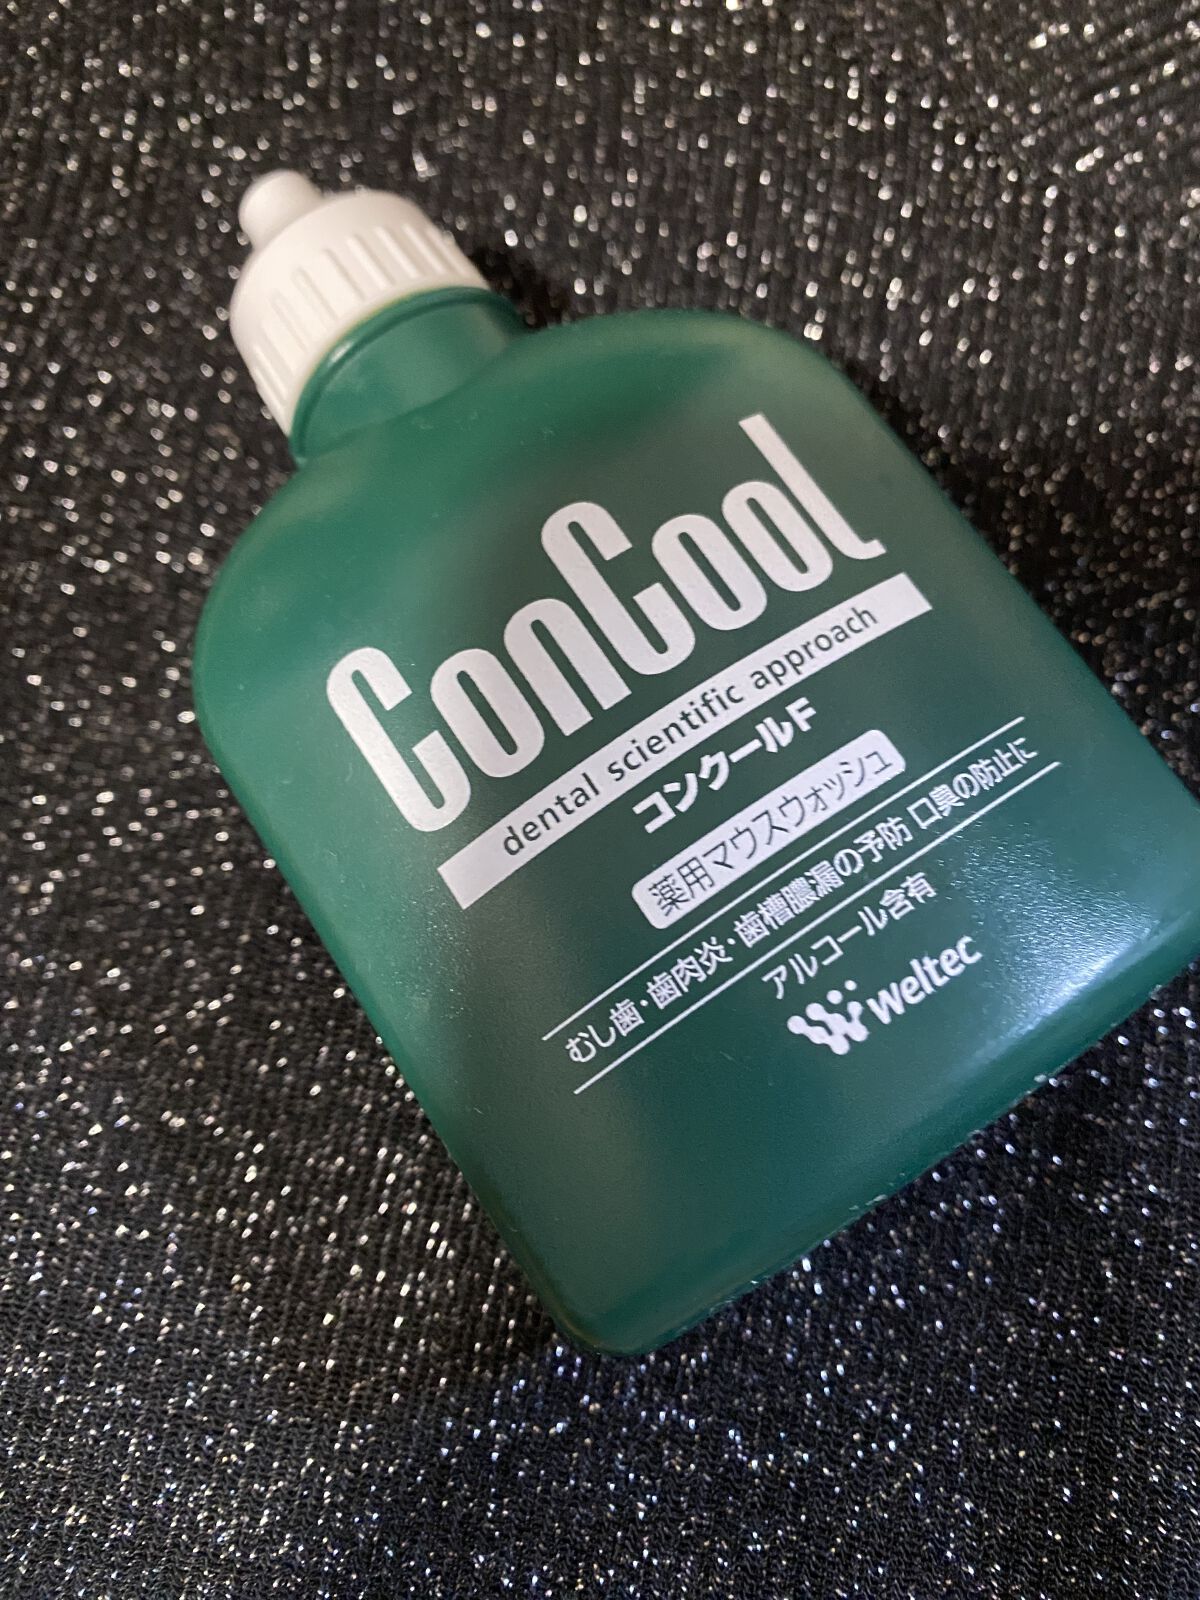 ConCool
dental scientific approach
コンクールF
薬用マウスウォッシュ
むし歯・歯肉炎・歯槽膿漏の予防 口臭の防止に
アルコール含有
weltec